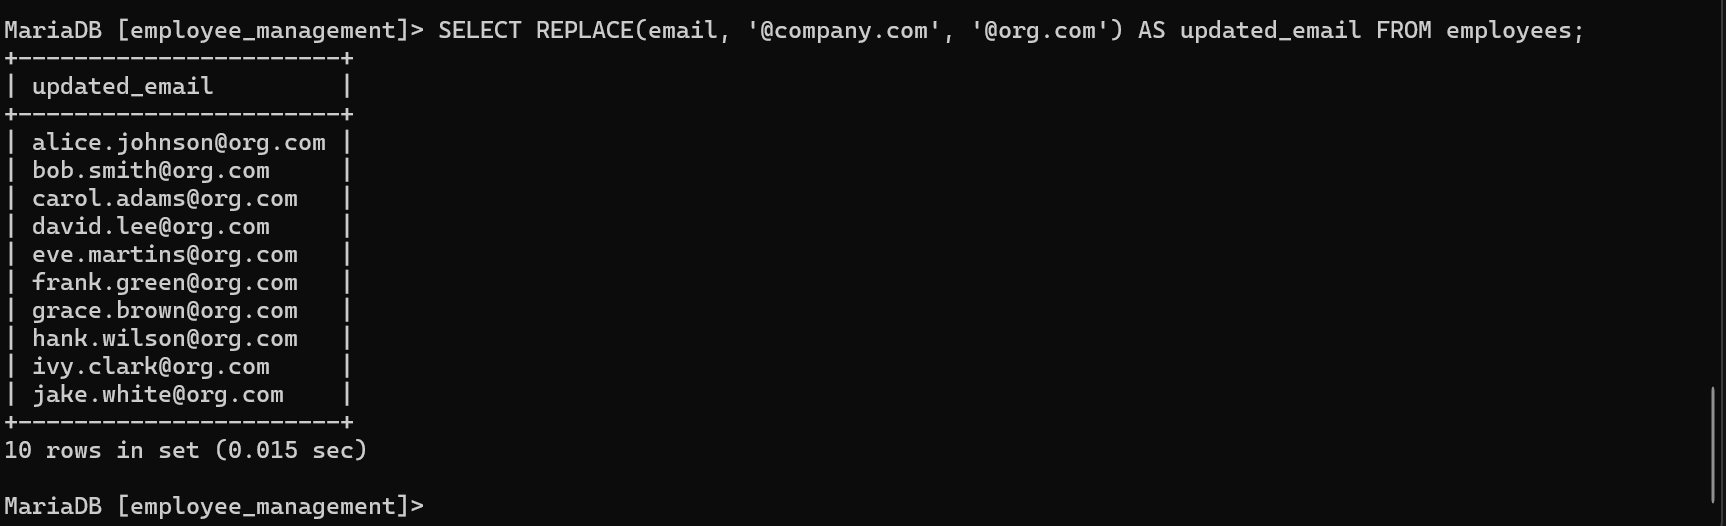 MariaDB [employee_management]> SELECT REPLACE(email, '@company.com', '@org.com') AS updated_email FROM employees;
+-----------------------+
| updated_email         |
+-----------------------+
| alice.johnson@org.com |
| bob.smith@org.com     |
| carol.adams@org.com   |
| david.lee@org.com     |
| eve.martins@org.com   |
| frank.green@org.com   |
| grace.brown@org.com   |
| hank.wilson@org.com   |
| ivy.clark@org.com     |
| jake.white@org.com    |
+-----------------------+
10 rows in set (0.015 sec)
MariaDB [employee_management]>